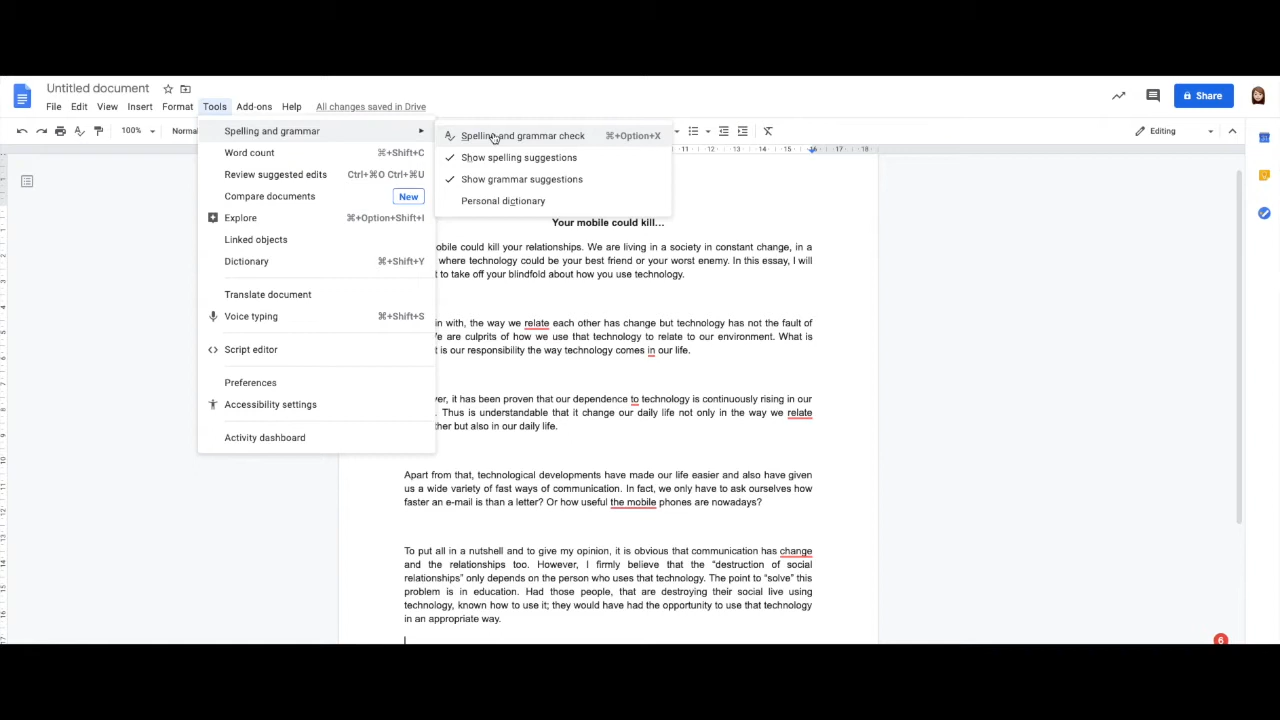 Untitled document
File Edit View Insert Format Tools Add-ons Help All changes saved in Drive
Share
100% Normal
Editing
Spelling and grammar
Word count ⌘+Shift+C
Review suggested edits Ctrl+⌘O Ctrl+⌘U
Compare documents New
Explore ⌘+Option+Shift+I
Linked objects
Dictionary ⌘+Shift+Y
Translate document
Voice typing ⌘+Shift+S
Script editor
Preferences
Accessibility settings
Activity dashboard
Spelling and grammar check ⌘+Option+X
Show spelling suggestions
Show grammar suggestions
Personal dictionary
11 12 13 14 15 16 17 18
Your mobile could kill…
obile could kill your relationships. We are living in a society in constant change, in a
where technology could be your best friend or your worst enemy. In this essay, I will
t to take off your blindfold about how you use technology.
in with, the way we relate each other has change but technology has not the fault of
e are culprits of how we use that technology to relate to our environment. What is
t is our responsibility the way technology comes in our life.
ver, it has been proven that our dependence to technology is continuously rising in our
. Thus is understandable that it change our daily life not only in the way we relate
ther but also in our daily life.
Apart from that, technological developments have made our life easier and also have given
us a wide variety of fast ways of communication. In fact, we only have to ask ourselves how
faster an e-mail is than a letter? Or how useful the mobile phones are nowadays?
To put all in a nutshell and to give my opinion, it is obvious that communication has change
and the relationships too. However, I firmly believe that the “destruction of social
relationships” only depends on the person who uses that technology. The point to “solve” this
problem is in education. Had those people, that are destroying their social live using
technology, known how to use it; they would have had the opportunity to use that technology
in an appropriate way.
6